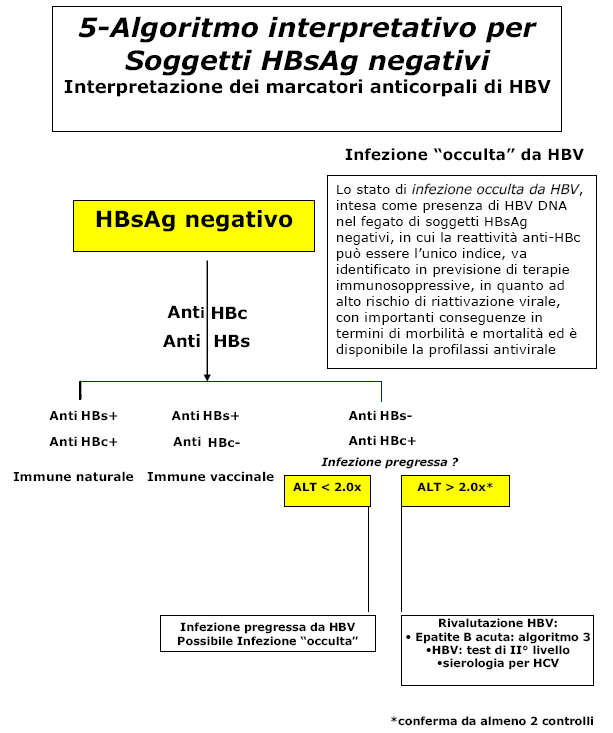 5-Algoritmo interpretativo per
Soggetti HBsAg negativi
Interpretazione dei marcatori anticorpali di HBV
Infezione “occulta” da HBV
Lo stato di infezione occulta da HBV,
intesa come presenza di HBV DNA
nel fegato di soggetti HBsAg
negativi, in cui la reattività anti-HBc
può essere l’unico indice, va
identificato in previsione di terapie
immunosoppressive, in quanto ad
alto rischio di riattivazione virale,
con importanti conseguenze in
termini di morbilità e mortalità ed è
disponibile la profilassi antivirale
HBsAg negativo
Anti HBc
Anti HBs
Anti HBs+
Anti HBc+
Immune naturale
Anti HBs+
Anti HBc-
Immune vaccinale
Anti HBs-
Anti HBc+
Infezione pregressa ?
ALT < 2.0x
ALT > 2.0x*
Infezione pregressa da HBV
Possibile Infezione “occulta”
Rivalutazione HBV:
• Epatite B acuta: algoritmo 3
•HBV: test di II° livello
•sierologia per HCV
*conferma da almeno 2 controlli